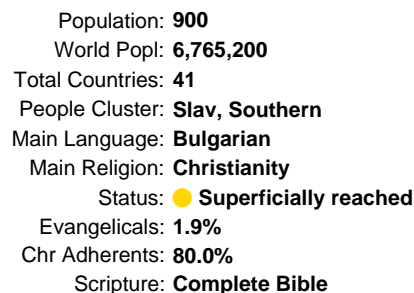 Population: 900
World Popl: 6,765,200
Total Countries: 41
People Cluster: Slav, Southern
Main Language: Bulgarian
Main Religion: Christianity
Status: Superficially reached
Evangelicals: 1.9%
Chr Adherents: 80.0%
Scripture: Complete Bible